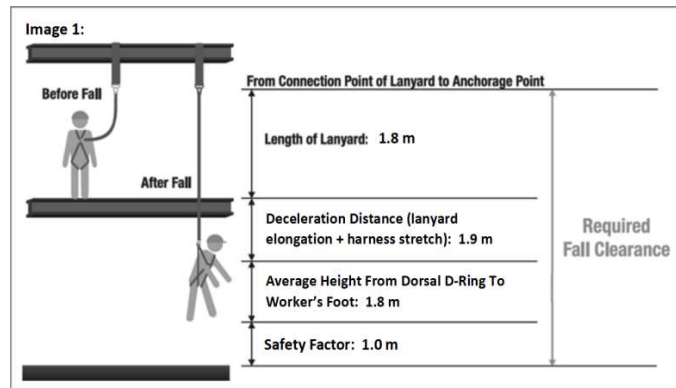 Image 1:
From Connection Point of Lanyard to Anchorage Point
Before Fall
Length of Lanyard: 1.8 m
After Fall
Deceleration Distance (lanyard
elongation + harness stretch): 1.9 m
Required
Fall Clearance
Average Height From Dorsal D-Ring To
Worker's Foot: 1.8 m
Safety Factor: 1.0 m